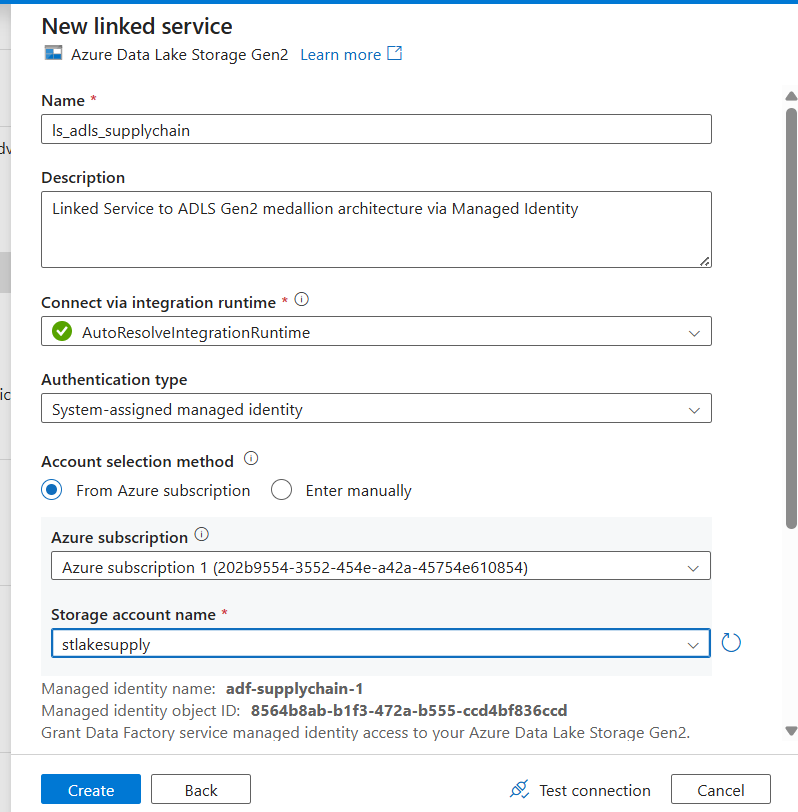 New linked service
Azure Data Lake Storage Gen2 Learn more
Name *
ls_adls_supplychain
Description
Linked Service to ADLS Gen2 medallion architecture via Managed Identity
Connect via integration runtime *
AutoResolveIntegrationRuntime
Authentication type
System-assigned managed identity
Account selection method
From Azure subscription Enter manually
Azure subscription
Azure subscription 1 (202b9554-3552-454e-a42a-45754e610854)
Storage account name *
stlakesupply
Managed identity name: adf-supplychain-1
Managed identity object ID: 8564b8ab-b1f3-472a-b555-ccd4bf836ccd
Grant Data Factory service managed identity access to your Azure Data Lake Storage Gen2.
Create Back Test connection Cancel